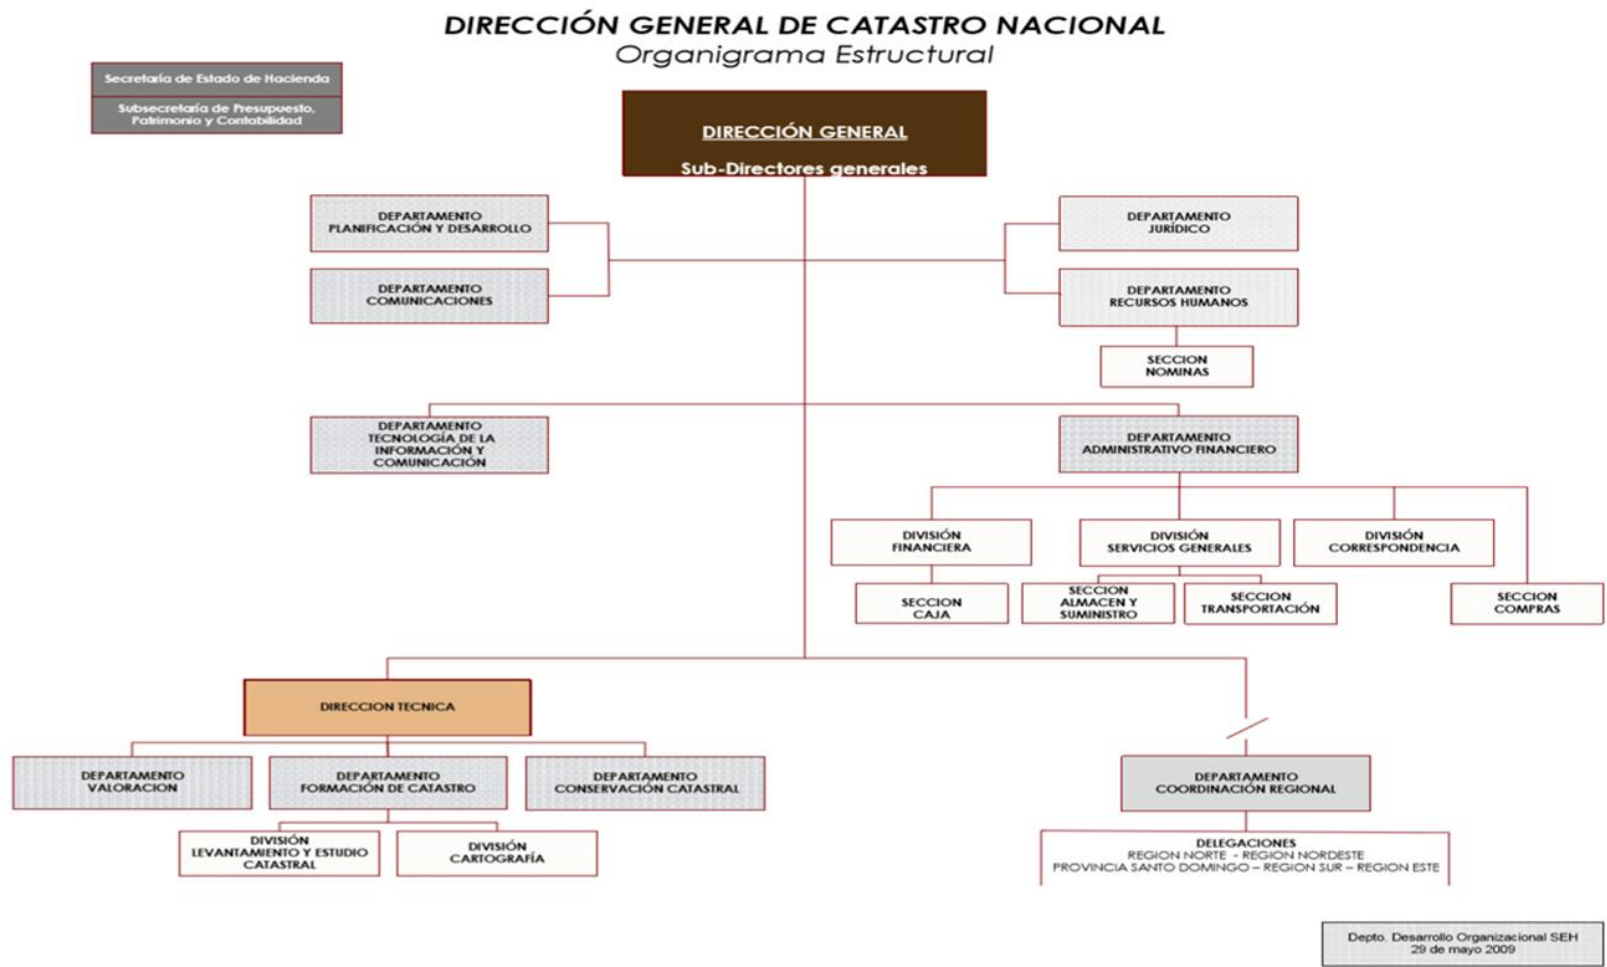 DIRECCIÓN GENERAL DE CATASTRO NACIONAL
Organigrama Estructural
Secretaría de Estado de Hacienda
Subsecretaría de Presupuesto,
Patrimonio y Contabilidad
DIRECCIÓN GENERAL
Sub-Directores generales
DEPARTAMENTO
PLANIFICACIÓN Y DESARROLLO
DEPARTAMENTO
JURÍDICO
DEPARTAMENTO
COMUNICACIONES
DEPARTAMENTO
RECURSOS HUMANOS
SECCION
NOMINAS
DEPARTAMENTO
TECNOLOGÍA DE LA
INFORMACIÓN Y
COMUNICACIÓN
DEPARTAMENTO
ADMINISTRATIVO FINANCIERO
DIVISIÓN
FINANCIERA
DIVISIÓN
SERVICIOS GENERALES
DIVISIÓN
CORRESPONDENCIA
SECCION
CAJA
SECCION
ALMACEN Y
SUMINISTRO
SECCION
TRANSPORTACIÓN
SECCION
COMPRAS
DIRECCION TECNICA
DEPARTAMENTO
VALORACION
DEPARTAMENTO
FORMACIÓN DE CATASTRO
DEPARTAMENTO
CONSERVACIÓN CATASTRAL
DEPARTAMENTO
COORDINACIÓN REGIONAL
DIVISIÓN
LEVANTAMIENTO Y ESTUDIO
CATASTRAL
DIVISIÓN
CARTOGRAFÍA
DELEGACIONES
REGION NORTE - REGION NORDESTE
PROVINCIA SANTO DOMINGO – REGION SUR – REGION ESTE
Depto. Desarrollo Organizacional SEH
29 de mayo 2009